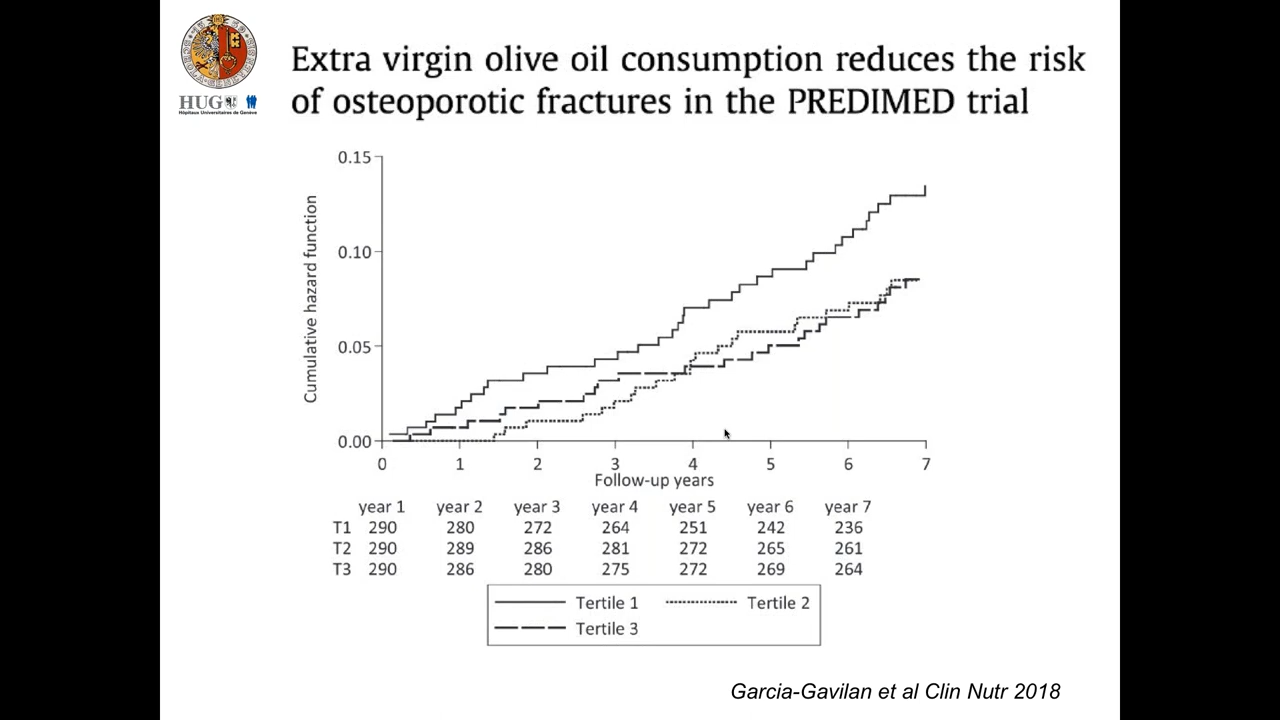 Extra virgin olive oil consumption reduces the risk
of osteoporotic fractures in the PREDIMED trial
HUG
Hôpitaux Universitaires de Genève
Cumulative hazard function
0.15
0.10
0.05
0.00
0 1 2 3 4 5 6 7
Follow-up years
year 1 year 2 year 3 year 4 year 5 year 6 year 7
T1 290 280 272 264 251 242 236
T2 290 289 286 281 272 265 261
T3 290 286 280 275 272 269 264
Tertile 1 Tertile 2
Tertile 3
Garcia-Gavilan et al Clin Nutr 2018